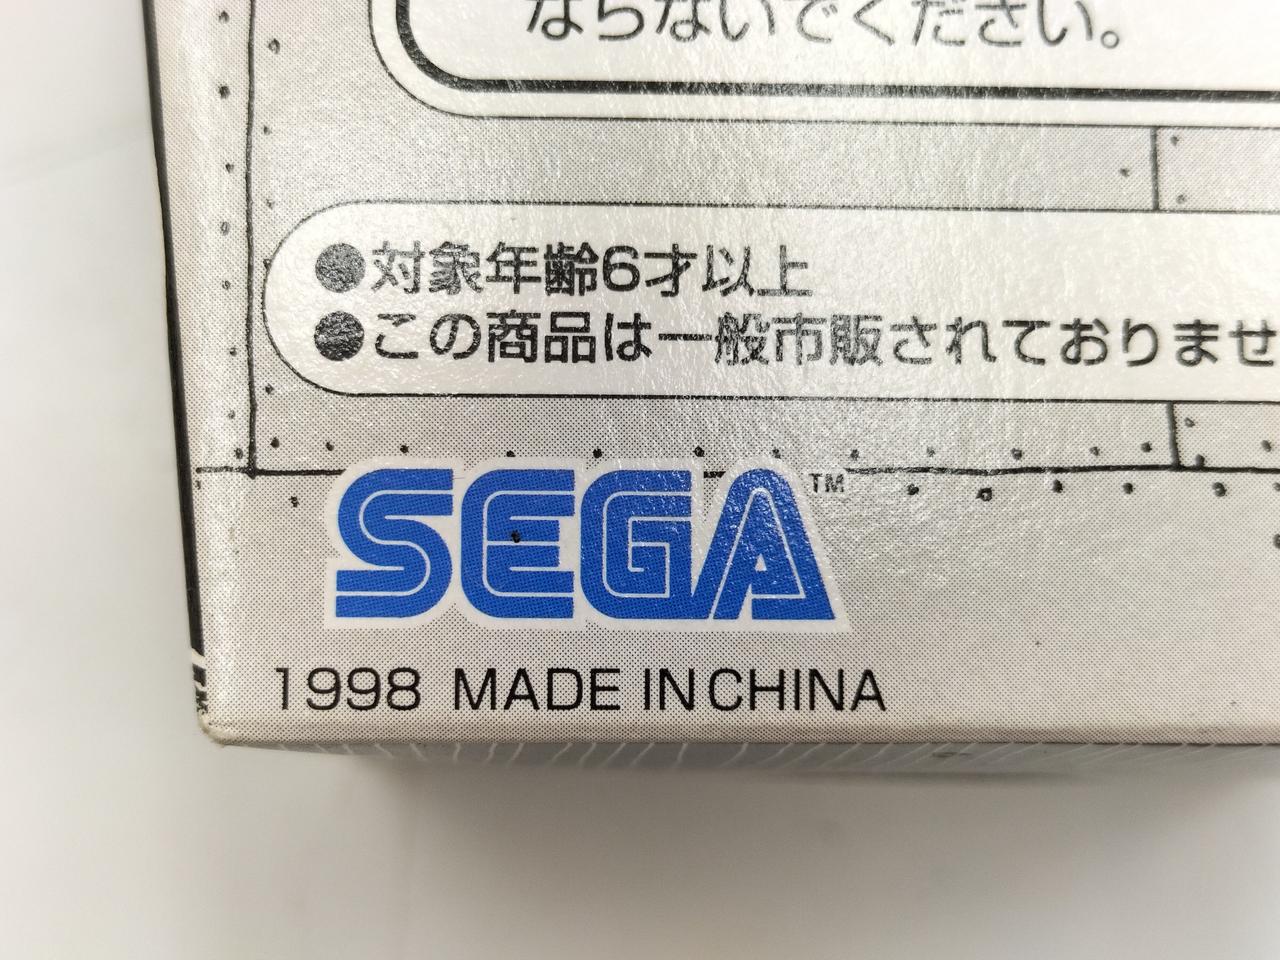 ならないでください。
●対象年齢6才以上
●この商品は一般市販されておりませ
SEGA™
1998 MADE IN CHINA